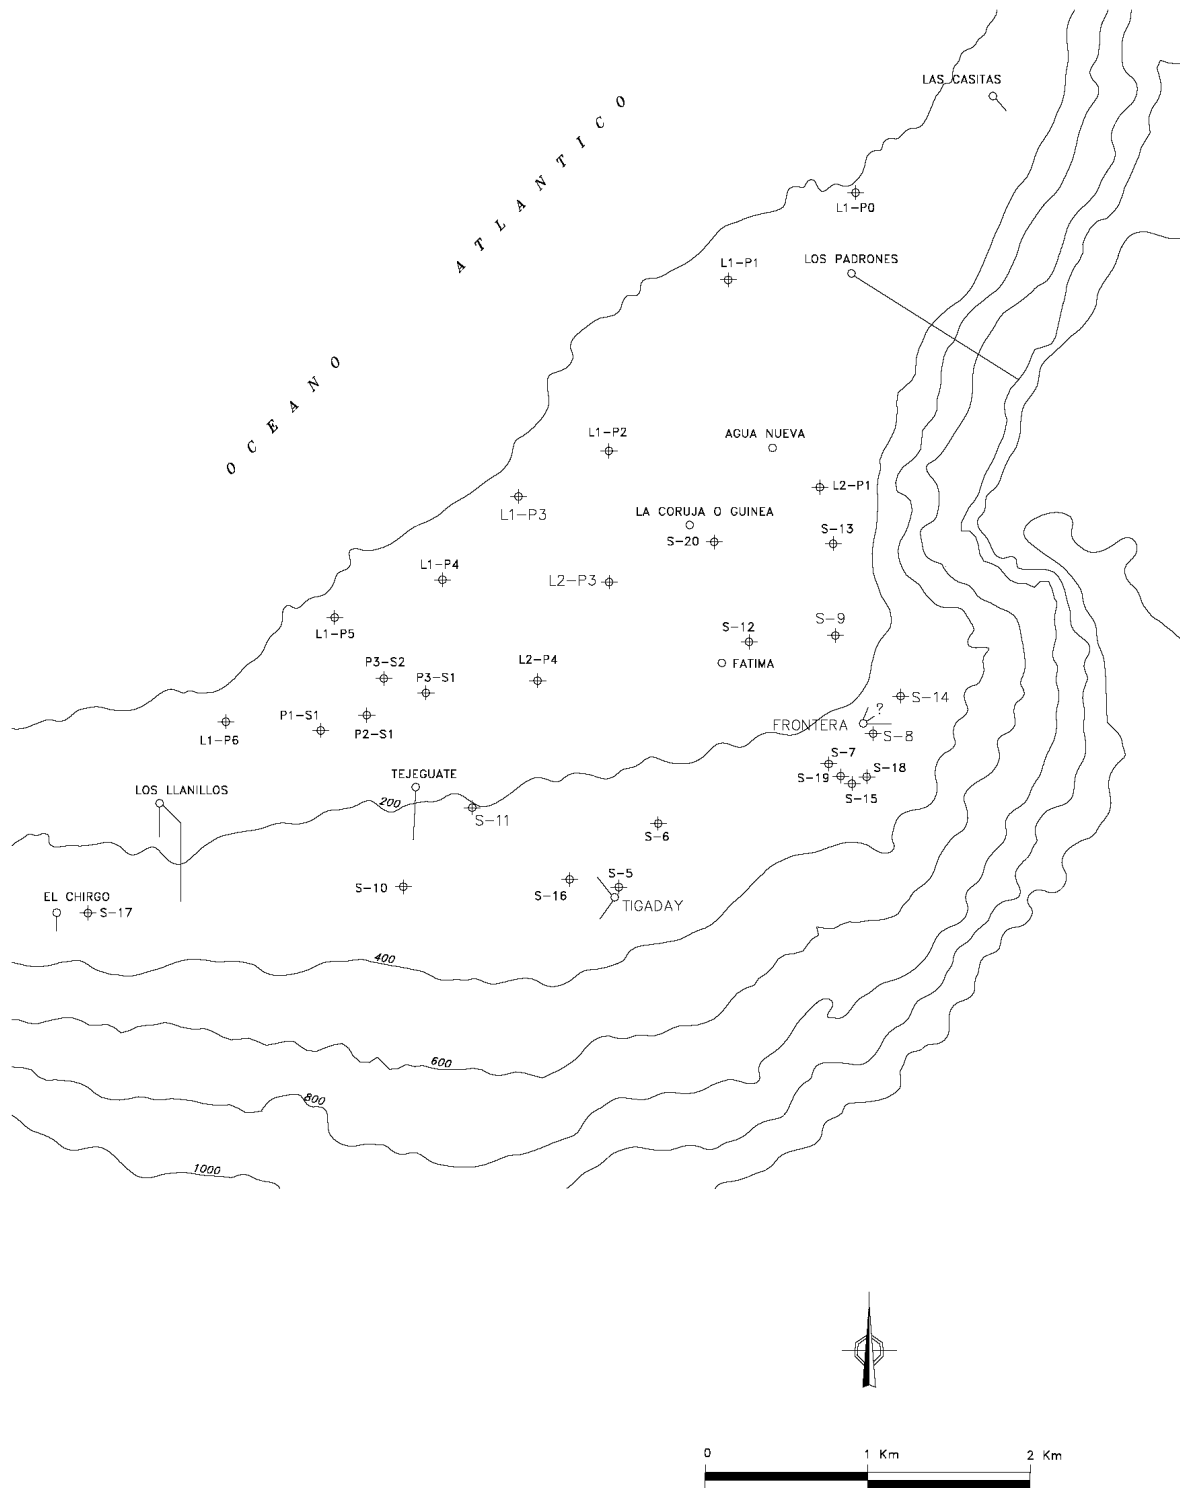 LAS CASITAS
OCEANO ATLANTICO
L1-P0
LOS PADRONES
L1-P1
L1-P2
AGUA NUEVA
L2-P1
L1-P3
LA CORUJA O GUINEA
S-20
S-13
L1-P4
L2-P3
L1-P5
S-9
S-12
FATIMA
P3-S2
P3-S1
L2-P4
S-14
?
FRONTERA
S-8
P1-S1
P2-S1
L1-P6
S-7
S-19
S-18
S-15
TEJEGUATE
LOS LLANILLOS
200
S-11
S-6
S-5
S-10
S-16
TIGADAY
EL CHIRGO
S-17
400
600
800
1000
0 1 Km 2 Km